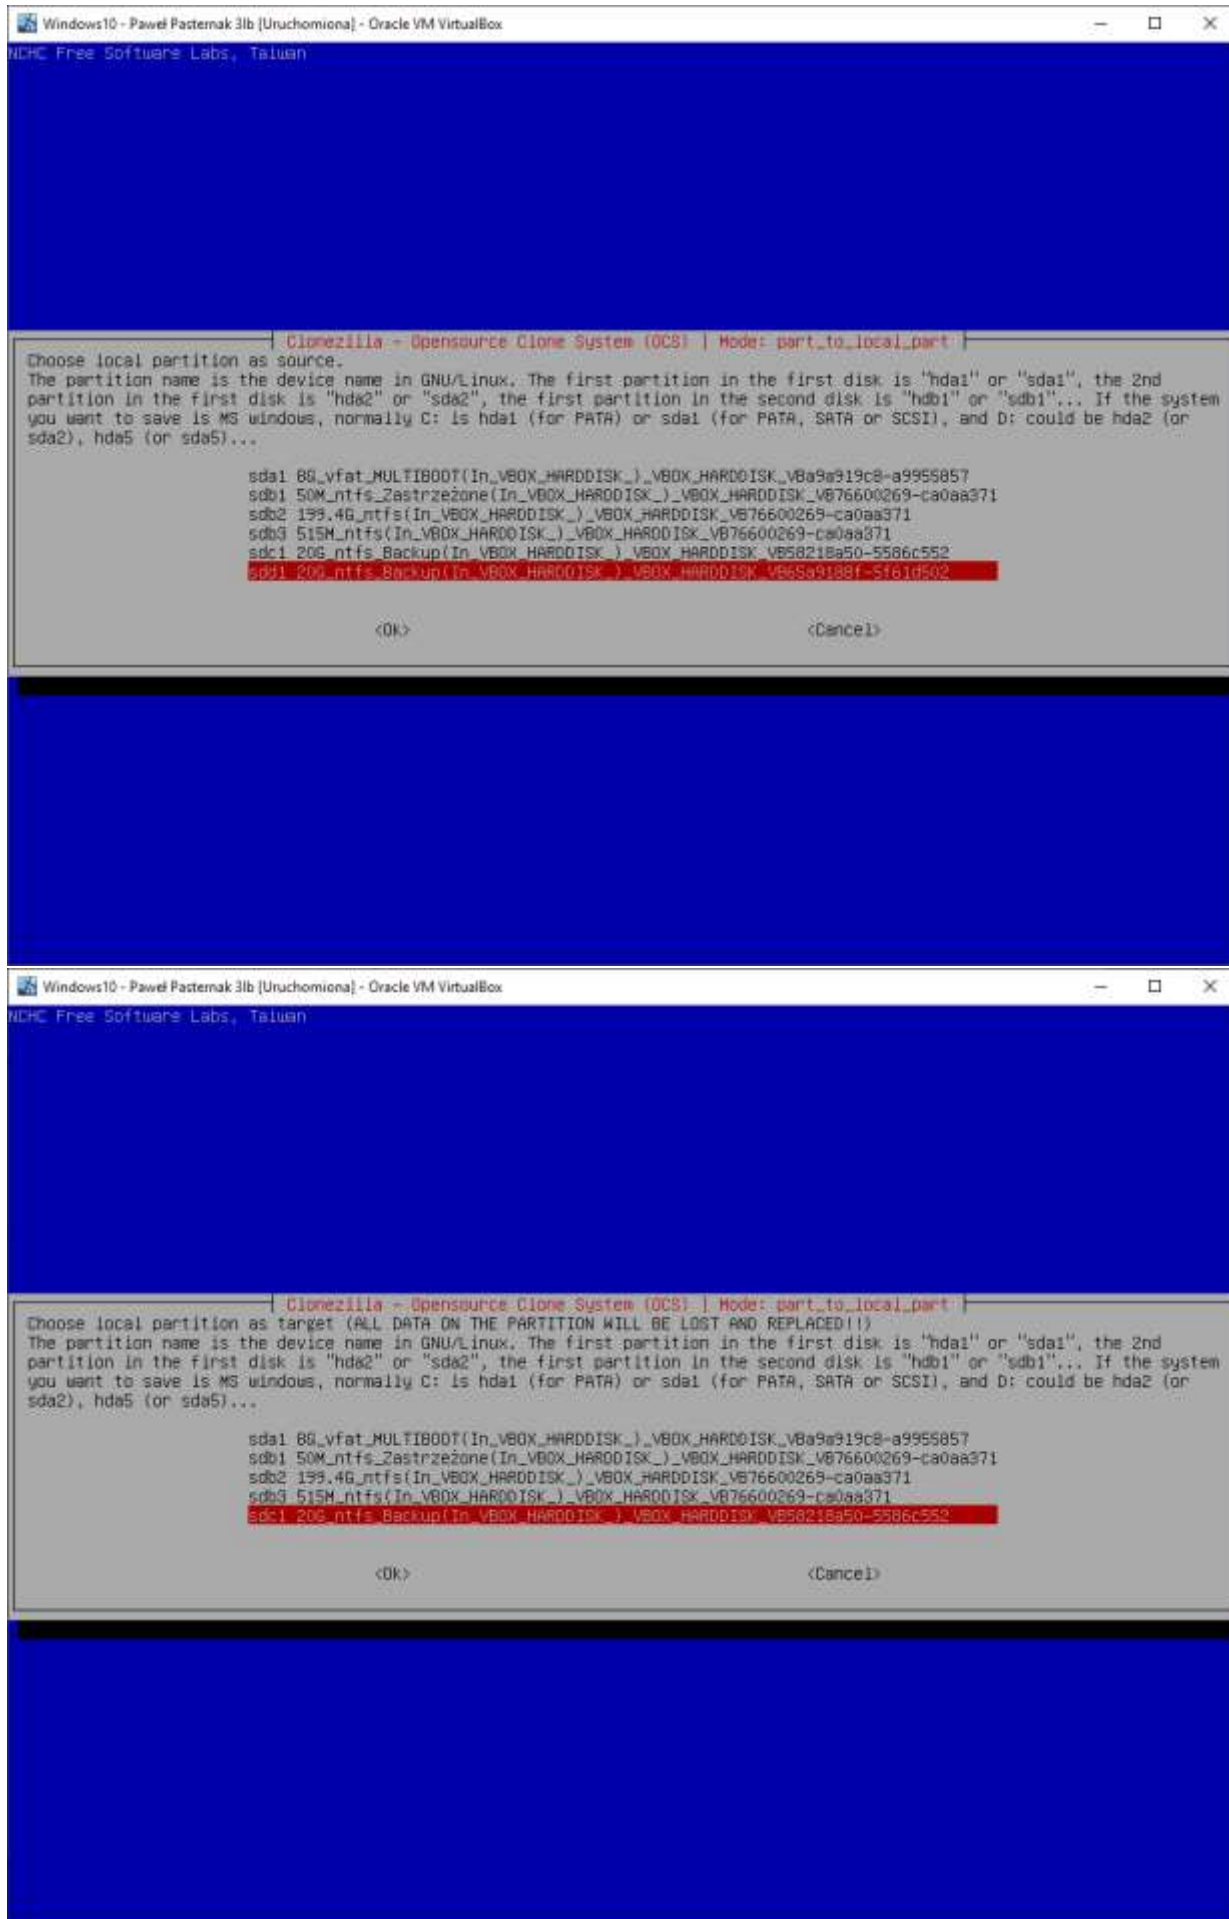 Windows10 - Paweł Pasternak 3lb [Uruchomiona] - Oracle VM VirtualBox
NCHC Free Software Labs, Taiwan
Clonezilla - Opensource Clone System (OCS) | Mode: part_to_local_part
Choose local partition as source.
The partition name is the device name in GNU/Linux. The first partition in the first disk is "hda1" or "sda1", the 2nd
partition in the first disk is "hda2" or "sda2", the first partition in the second disk is "hdb1" or "sdb1"... If the system
you want to save is MS windows, normally C: is hda1 (for PATA) or sda1 (for PATA, SATA or SCSI), and D: could be hda2 (or
sda2), hda5 (or sda5)...
sda1 8G_vfat_MULTIBOOT(In_VBOX_HARDDISK_)_VBOX_HARDDISK_VBa9a919c8-a9955857
sdb1 50M_ntfs_Zastrzeżone(In_VBOX_HARDDISK_)_VBOX_HARDDISK_VB76600269-ca0aa371
sdb2 199.4G_ntfs(In_VBOX_HARDDISK_)_VBOX_HARDDISK_VB76600269-ca0aa371
sdb3 515M_ntfs(In_VBOX_HARDDISK_)_VBOX_HARDDISK_VB76600269-ca0aa371
sdc1 20G_ntfs_Backup(In_VBOX_HARDDISK_)_VBOX_HARDDISK_VB58218a50-5586c552
sdd1 20G_ntfs_Backup(In_VBOX_HARDDISK_)_VBOX_HARDDISK_VB65a9188f-5f61d502
<Ok> <Cancel>
Windows10 - Paweł Pasternak 3lb [Uruchomiona] - Oracle VM VirtualBox
NCHC Free Software Labs, Taiwan
Clonezilla - Opensource Clone System (OCS) | Mode: part_to_local_part
Choose local partition as target (ALL DATA ON THE PARTITION WILL BE LOST AND REPLACED!!)
The partition name is the device name in GNU/Linux. The first partition in the first disk is "hda1" or "sda1", the 2nd
partition in the first disk is "hda2" or "sda2", the first partition in the second disk is "hdb1" or "sdb1"... If the system
you want to save is MS windows, normally C: is hda1 (for PATA) or sda1 (for PATA, SATA or SCSI), and D: could be hda2 (or
sda2), hda5 (or sda5)...
sda1 8G_vfat_MULTIBOOT(In_VBOX_HARDDISK_)_VBOX_HARDDISK_VBa9a919c8-a9955857
sdb1 50M_ntfs_Zastrzeżone(In_VBOX_HARDDISK_)_VBOX_HARDDISK_VB76600269-ca0aa371
sdb2 199.4G_ntfs(In_VBOX_HARDDISK_)_VBOX_HARDDISK_VB76600269-ca0aa371
sdb3 515M_ntfs(In_VBOX_HARDDISK_)_VBOX_HARDDISK_VB76600269-ca0aa371
sdc1 20G_ntfs_Backup(In_VBOX_HARDDISK_)_VBOX_HARDDISK_VB58218a50-5586c552
<Ok> <Cancel>